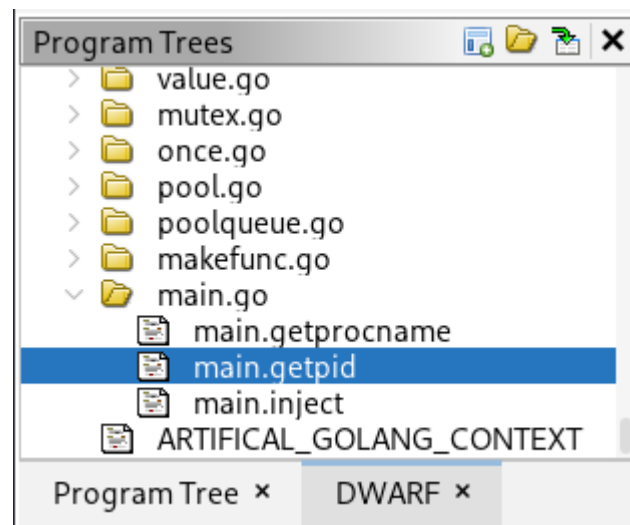 Program Trees
value.go
mutex.go
once.go
pool.go
poolqueue.go
makefunc.go
main.go
main.getprocname
main.getpid
main.inject
ARTIFICAL_GOLANG_CONTEXT
Program Tree × DWARF ×